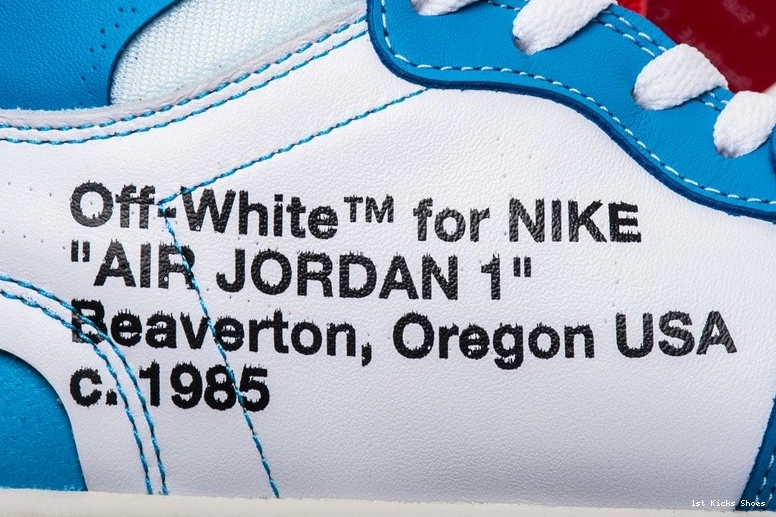 Off-White™ for NIKE
"AIR JORDAN 1"
Beaverton, Oregon USA
c. 1985
1st Kicks Shoes